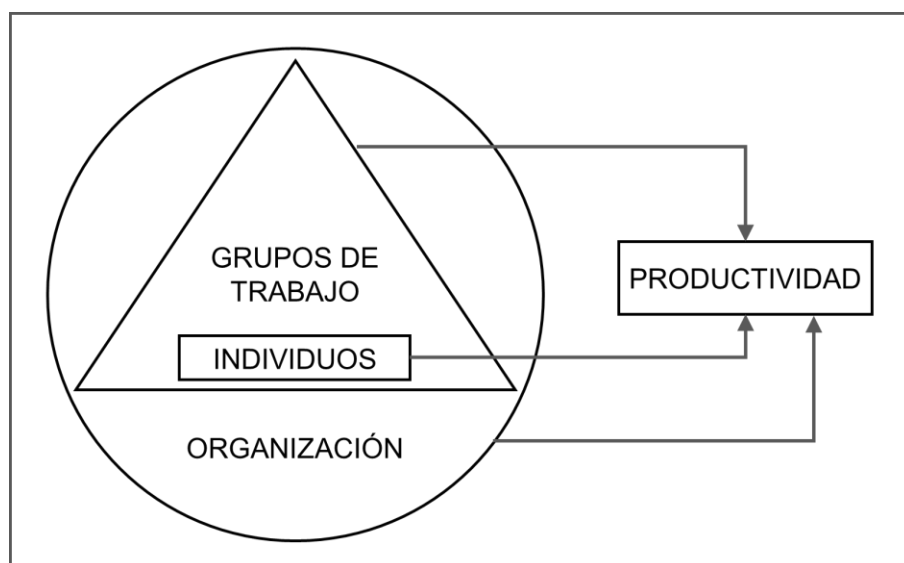 GRUPOS DE
TRABAJO
INDIVIDUOS
ORGANIZACIÓN
PRODUCTIVIDAD